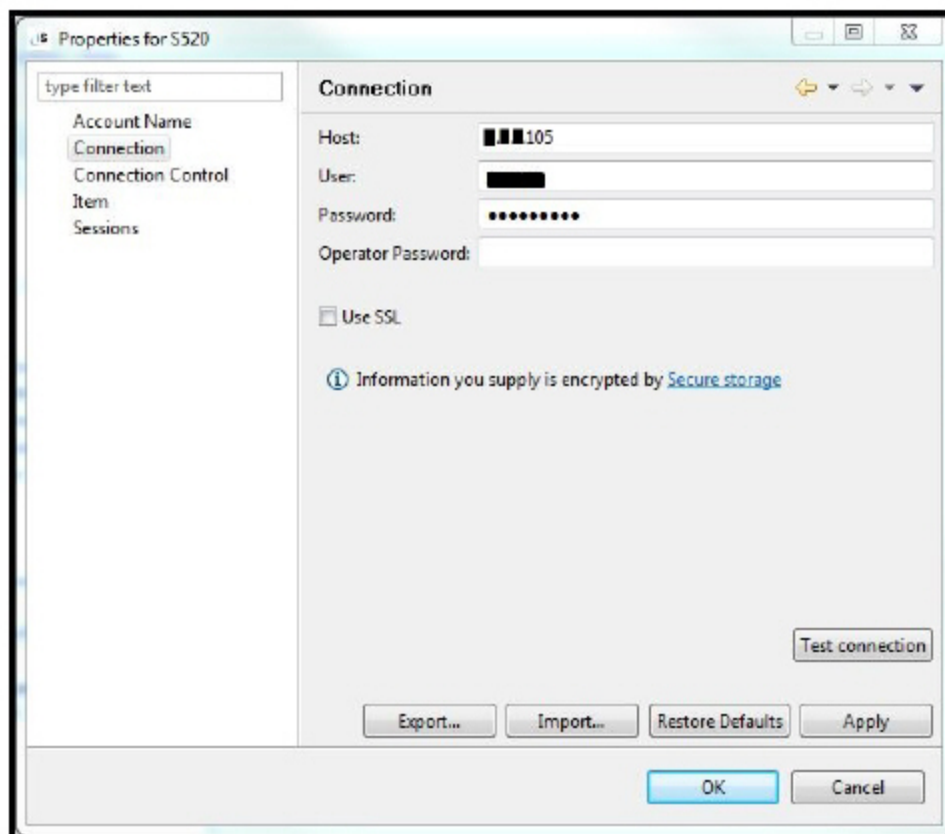 Properties for S520
type filter text
Account Name
Connection
Connection Control
Item
Sessions
Connection
Host: 105
User:
Password: •••••••••
Operator Password:
Use SSL
Information you supply is encrypted by Secure storage
Test connection
Export... Import... Restore Defaults Apply
OK Cancel